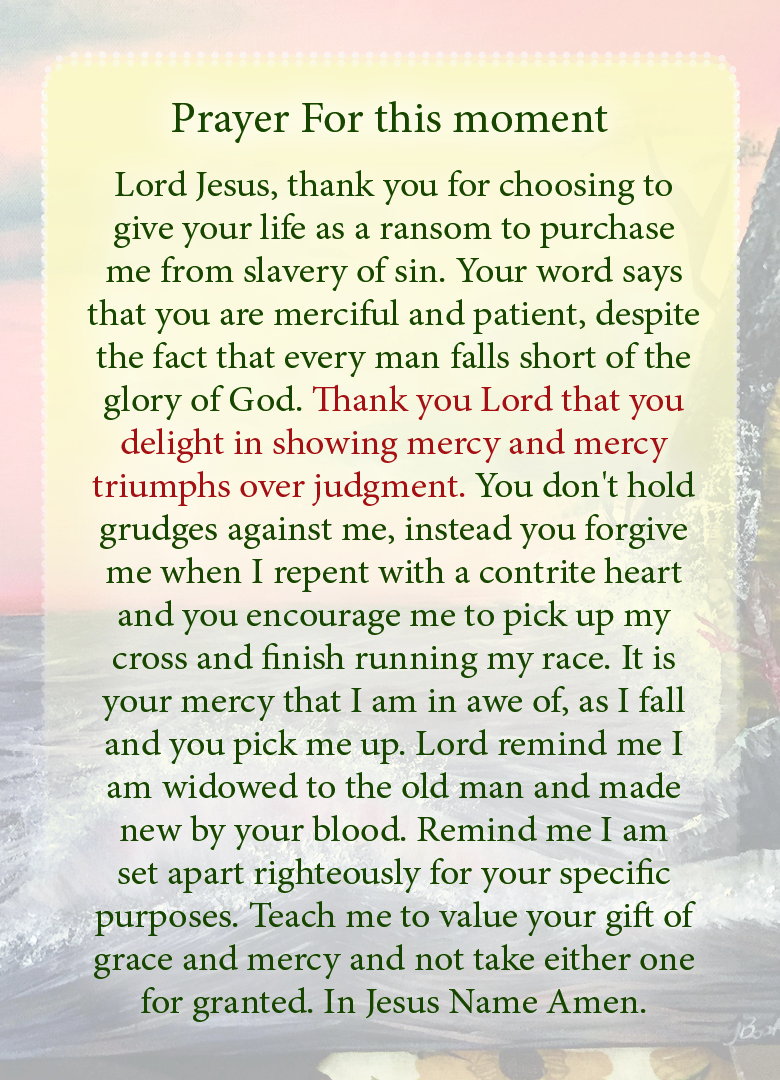 Prayer For this moment
Lord Jesus, thank you for choosing to
give your life as a ransom to purchase
me from slavery of sin. Your word says
that you are merciful and patient, despite
the fact that every man falls short of the
glory of God. Thank you Lord that you
delight in showing mercy and mercy
triumphs over judgment. You don't hold
grudges against me, instead you forgive
me when I repent with a contrite heart
and you encourage me to pick up my
cross and finish running my race. It is
your mercy that I am in awe of, as I fall
and you pick me up. Lord remind me I
am widowed to the old man and made
new by your blood. Remind me I am
set apart righteously for your specific
purposes. Teach me to value your gift of
grace and mercy and not take either one
for granted. In Jesus Name Amen.